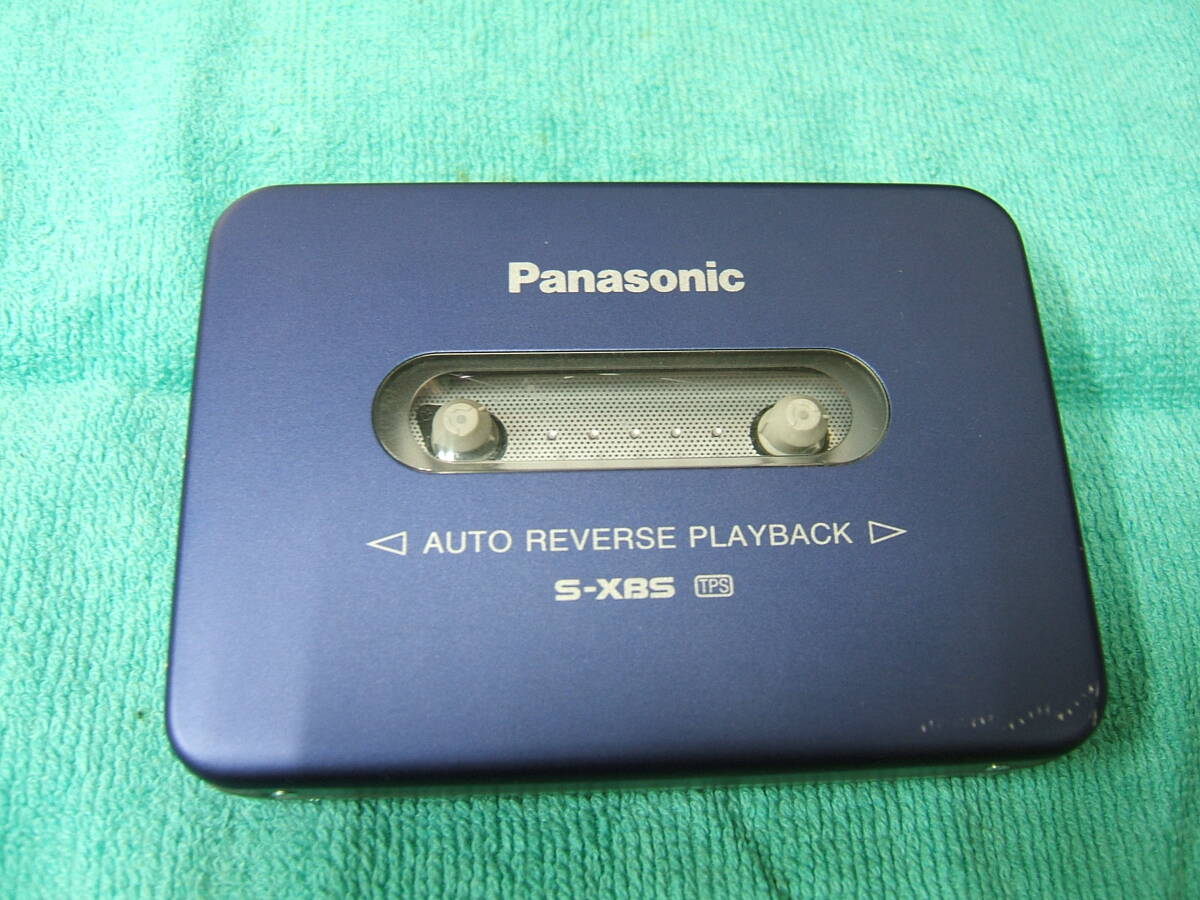 Panasonic
◁ AUTO REVERSE PLAYBACK ▷
S-XBS TPS